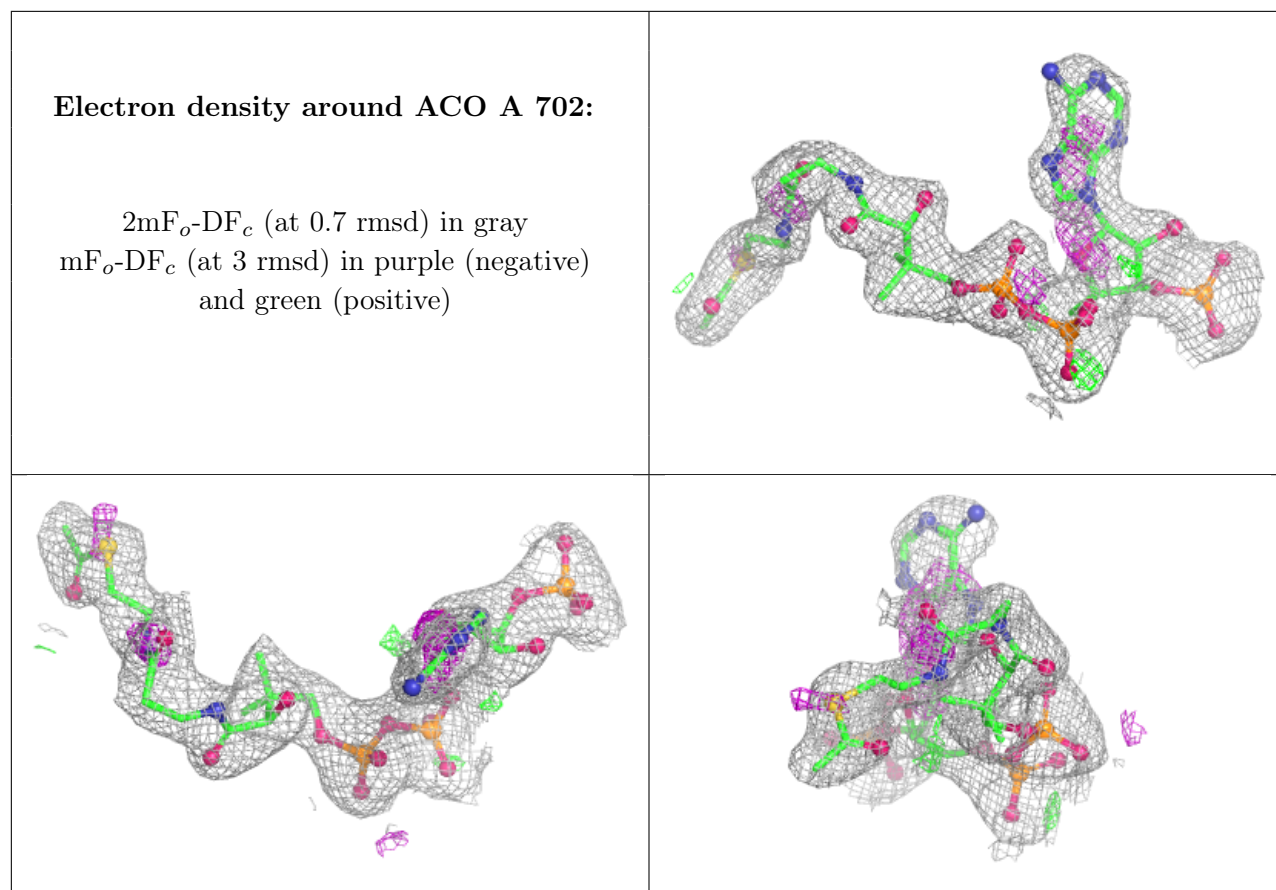 Electron density around ACO A 702:
2mFo-DFc (at 0.7 rmsd) in gray
mFo-DFc (at 3 rmsd) in purple (negative)
and green (positive)